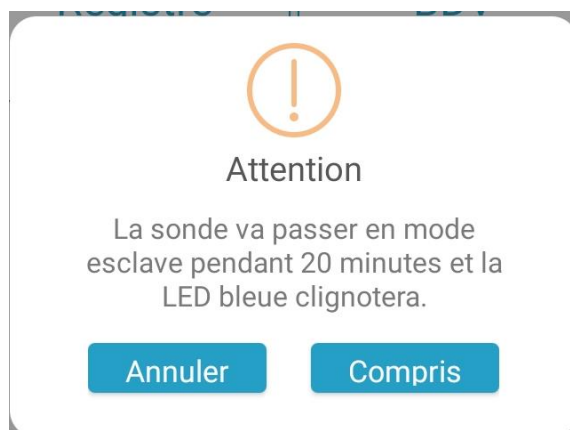 Attention
La sonde va passer en mode
esclave pendant 20 minutes et la
LED bleue clignotera.
Annuler
Compris